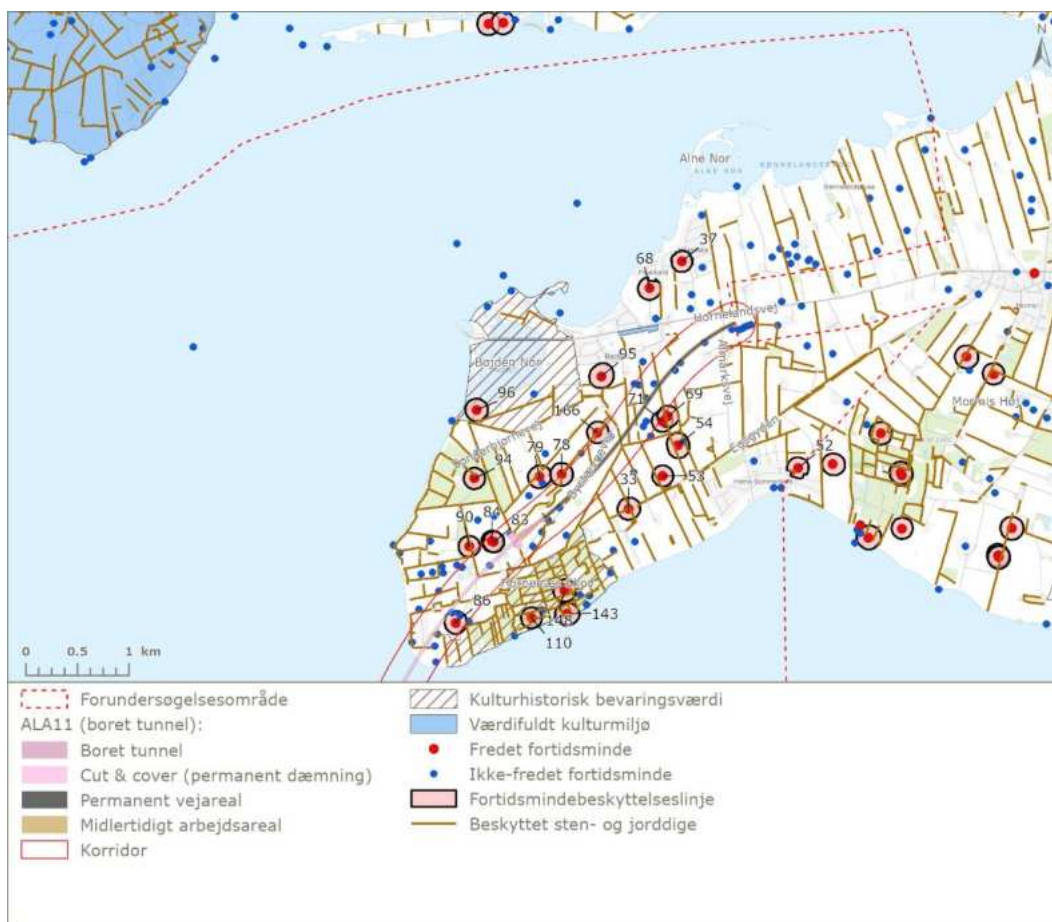 N
Alne Nor
37
68
Hornelandsvej
Bøjden Nor
95
Almarksvej
96
71
69
166
54
79
78
94
52
53
33
90
84
83
86
143
148
110
0 0.5 1 km
Forundersøgelsesområde
ALA11 (boret tunnel):
Boret tunnel
Cut & cover (permanent dæmning)
Permanent vejareal
Midlertidigt arbejdsareal
Korridor
Kulturhistorisk bevaringsværdi
Værdifuldt kulturmiljø
Fredet fortidsminde
Ikke-fredet fortidsminde
Fortidsmindebeskyttelseslinje
Beskyttet sten- og jorddige